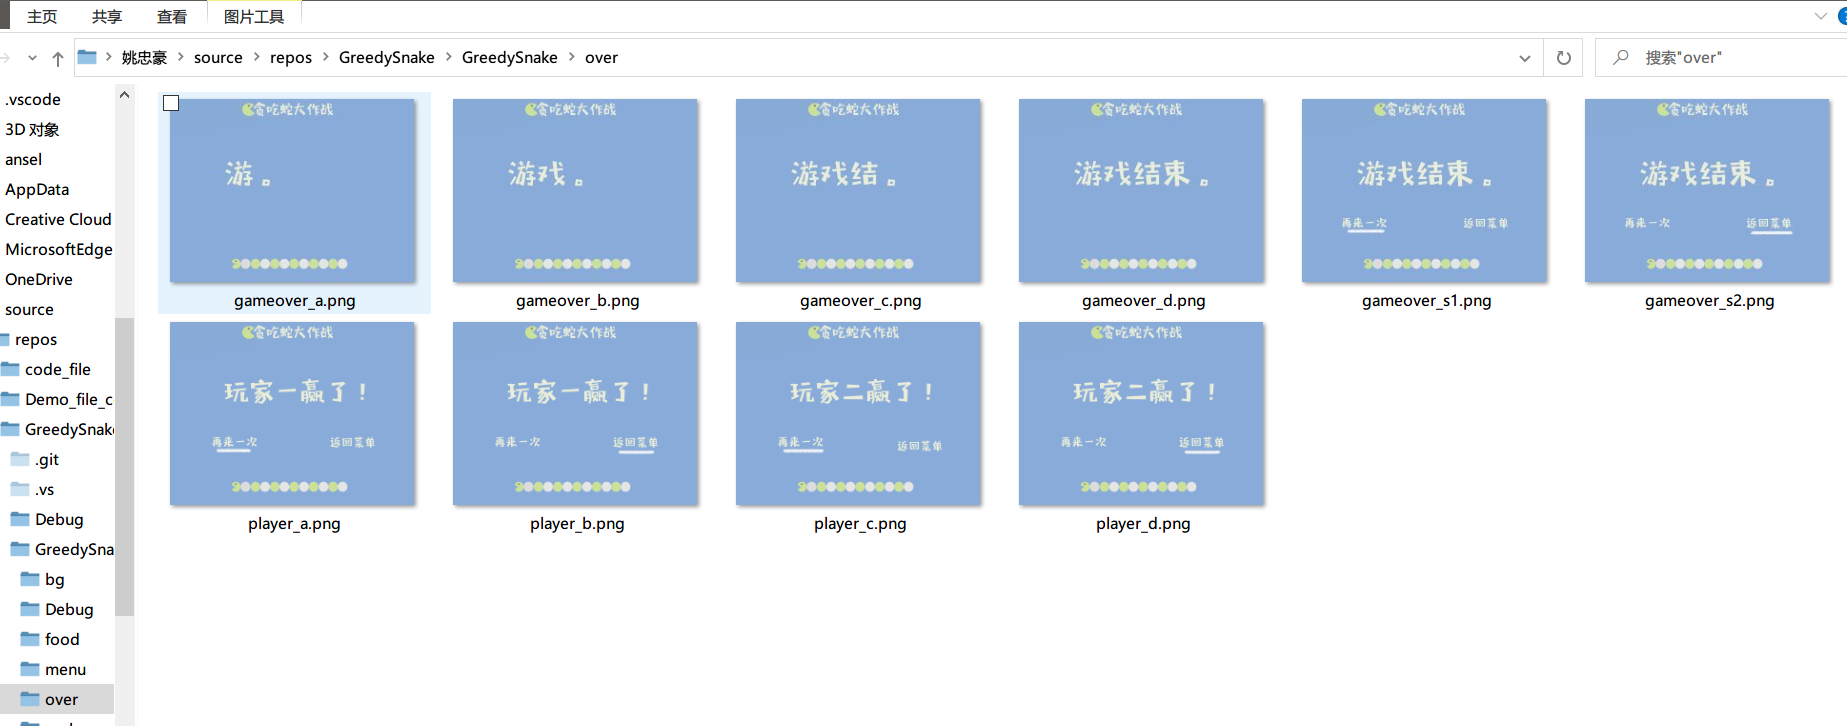 主页 共享 查看 图片工具
姚忠豪 source repos GreedySnake GreedySnake over
搜索"over"
.vscode
3D 对象
ansel
AppData
Creative Cloud
MicrosoftEdge
OneDrive
source
repos
code_file
Demo_file_c
GreedySnake
.git
.vs
Debug
GreedySna
bg
Debug
food
menu
over
贪吃蛇大作战
游。
gameover_a.png
贪吃蛇大作战
游戏。
gameover_b.png
贪吃蛇大作战
游戏结。
gameover_c.png
贪吃蛇大作战
游戏结束。
gameover_d.png
贪吃蛇大作战
游戏结束。
再来一次 返回菜单
gameover_s1.png
贪吃蛇大作战
游戏结束。
再来一次 返回菜单
gameover_s2.png
贪吃蛇大作战
玩家一赢了！
再来一次 返回菜单
player_a.png
贪吃蛇大作战
玩家一赢了！
再来一次 返回菜单
player_b.png
贪吃蛇大作战
玩家二赢了！
再来一次 返回菜单
player_c.png
贪吃蛇大作战
玩家二赢了！
再来一次 返回菜单
player_d.png